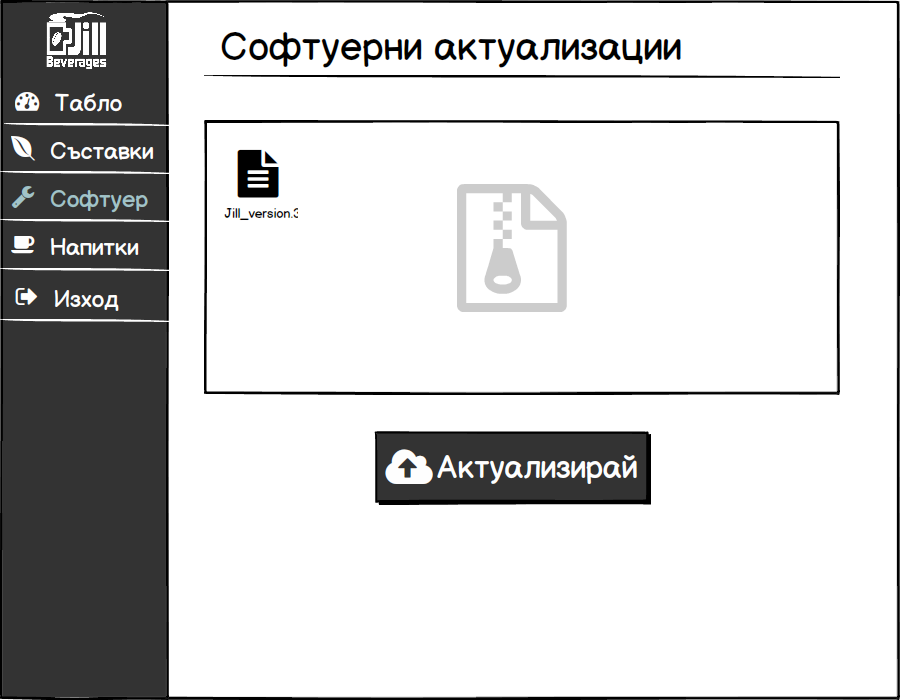 Jill
Beverages
Табло
Съставки
Софтуер
Напитки
Изход
Софтуерни актуализации
Jill_version.3
Актуализирай